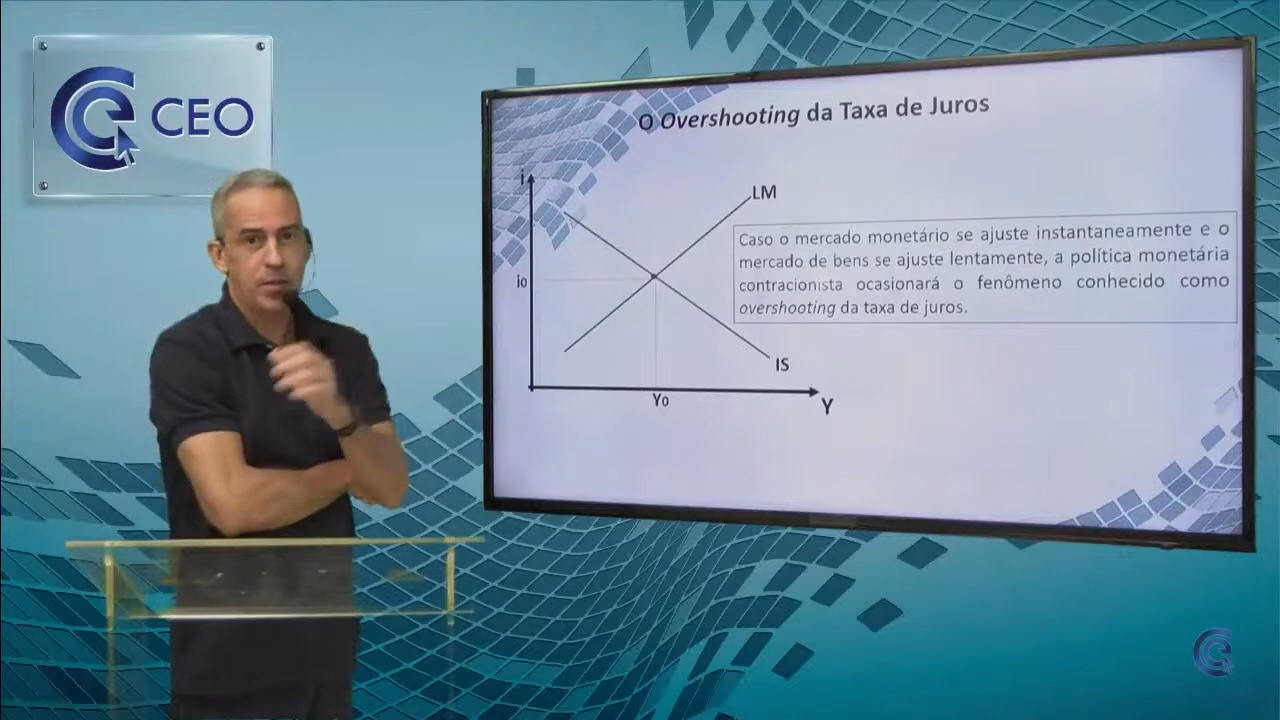 CEO
O Overshooting da Taxa de Juros
i
LM
Caso o mercado monetário se ajuste instantaneamente e o
mercado de bens se ajuste lentamente, a política monetária
contracionista ocasionará o fenômeno conhecido como
overshooting da taxa de juros.
i₀
IS
Y₀
Y